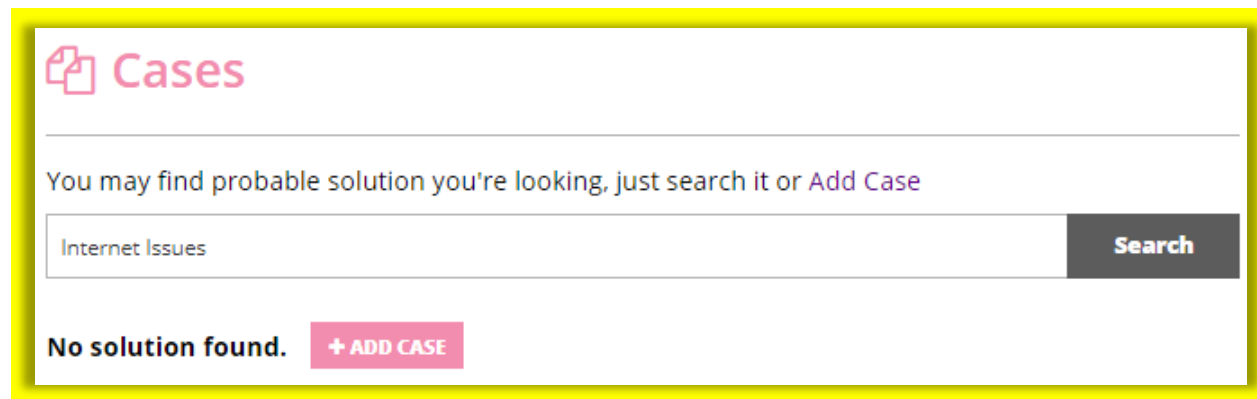 Cases
You may find probable solution you're looking, just search it or Add Case
Internet Issues
Search
No solution found.
+ ADD CASE